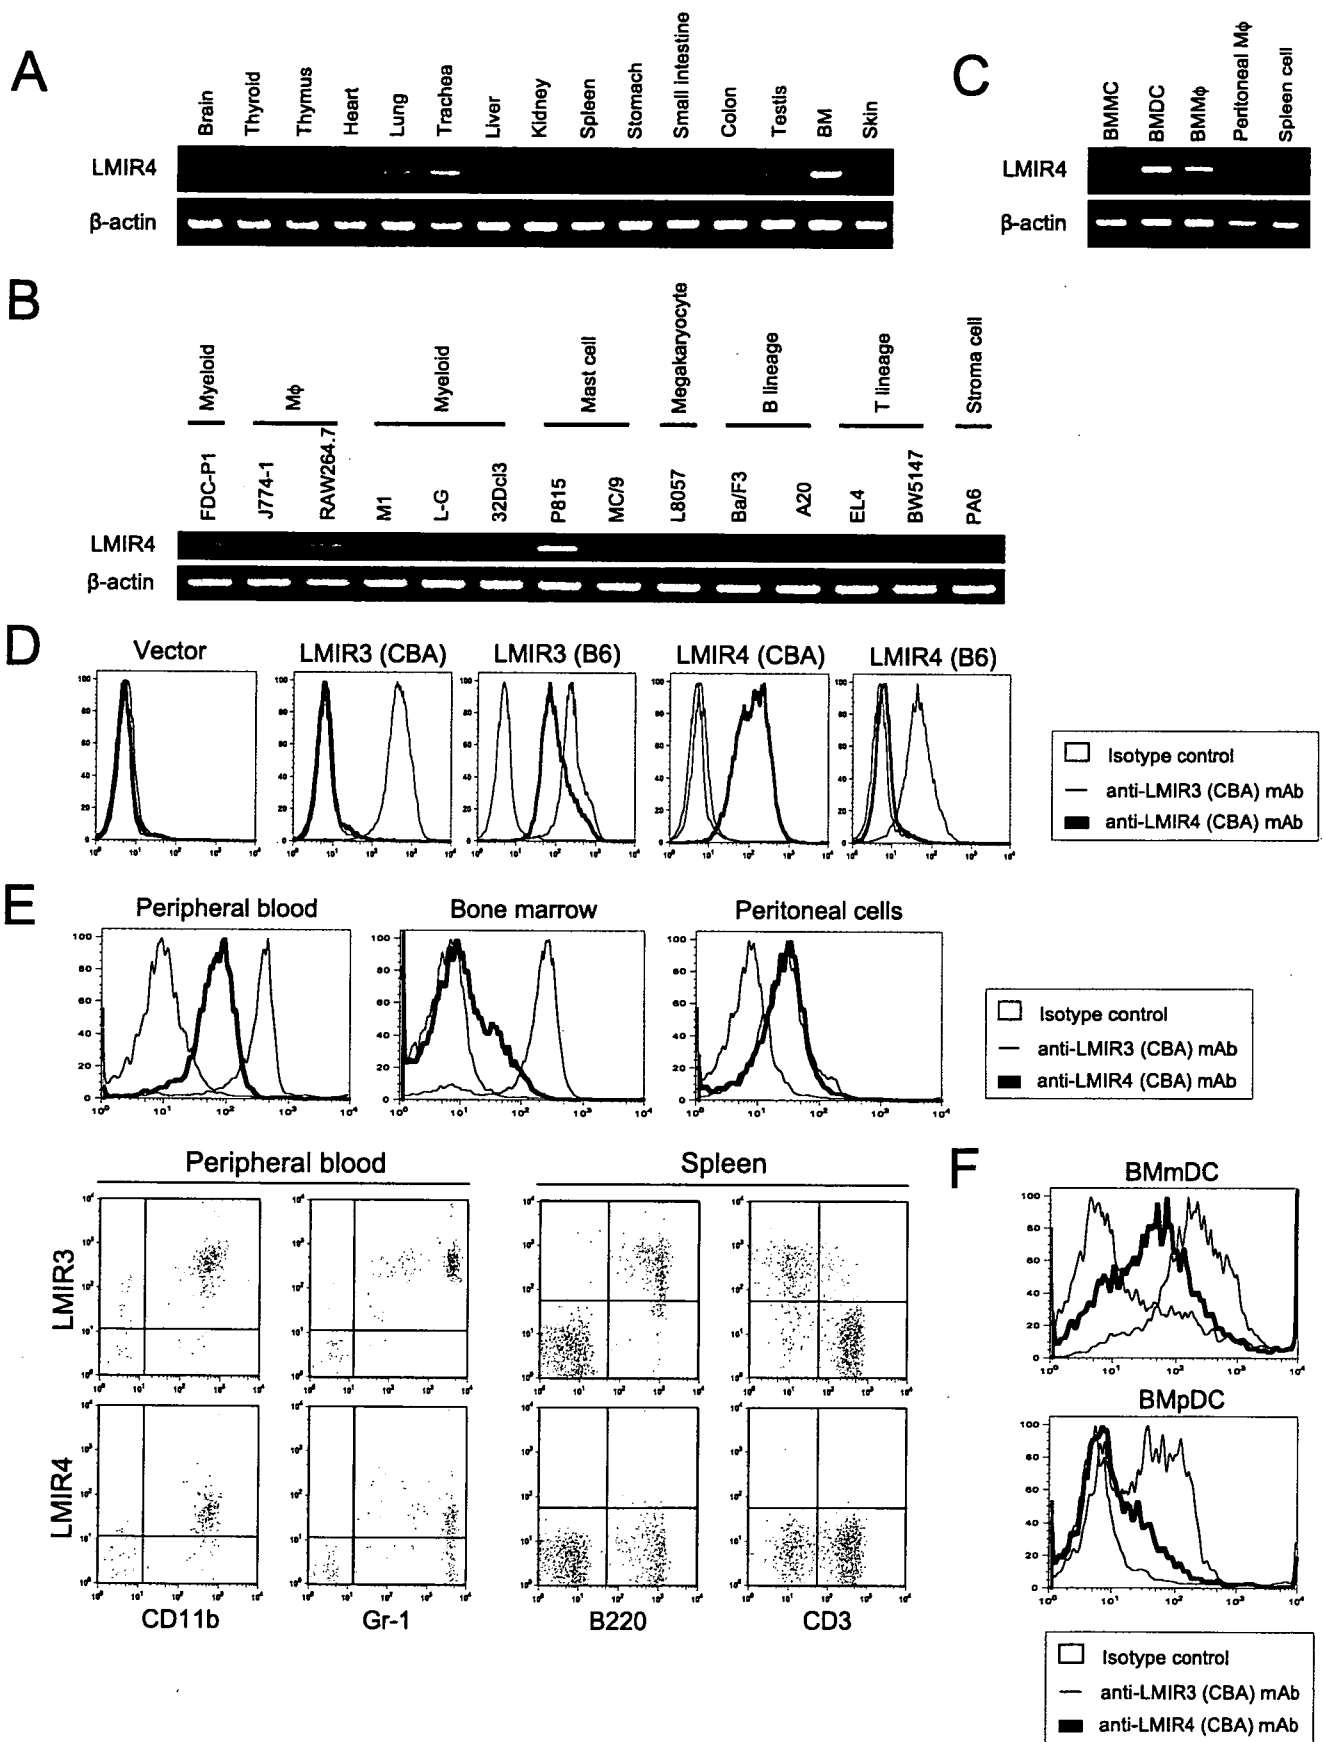 A
Brain
Thyroid
Thymus
Heart
Lung
Trachea
Liver
Kidney
Spleen
Stomach
Small intestine
Colon
Testis
BM
Skin
LMIR4
β-actin
C
BMMC
BMDC
BMMϕ
Peritoneal Mϕ
Spleen cell
LMIR4
β-actin
B
Myeloid
Mϕ
Myeloid
Mast cell
Megakaryocyte
B lineage
T lineage
Stroma cell
FDC-P1
J774-1
RAW264.7
M1
L-G
32Dcl3
P815
MC/9
L8057
Ba/F3
A20
EL4
BW5147
PA6
LMIR4
β-actin
D
Vector
LMIR3 (CBA)
LMIR3 (B6)
LMIR4 (CBA)
LMIR4 (B6)
Isotype control
anti-LMIR3 (CBA) mAb
anti-LMIR4 (CBA) mAb
E
Peripheral blood
Bone marrow
Peritoneal cells
Isotype control
anti-LMIR3 (CBA) mAb
anti-LMIR4 (CBA) mAb
Peripheral blood
Spleen
LMIR3
LMIR4
CD11b
Gr-1
B220
CD3
F
BMmDC
BMpDC
Isotype control
anti-LMIR3 (CBA) mAb
anti-LMIR4 (CBA) mAb